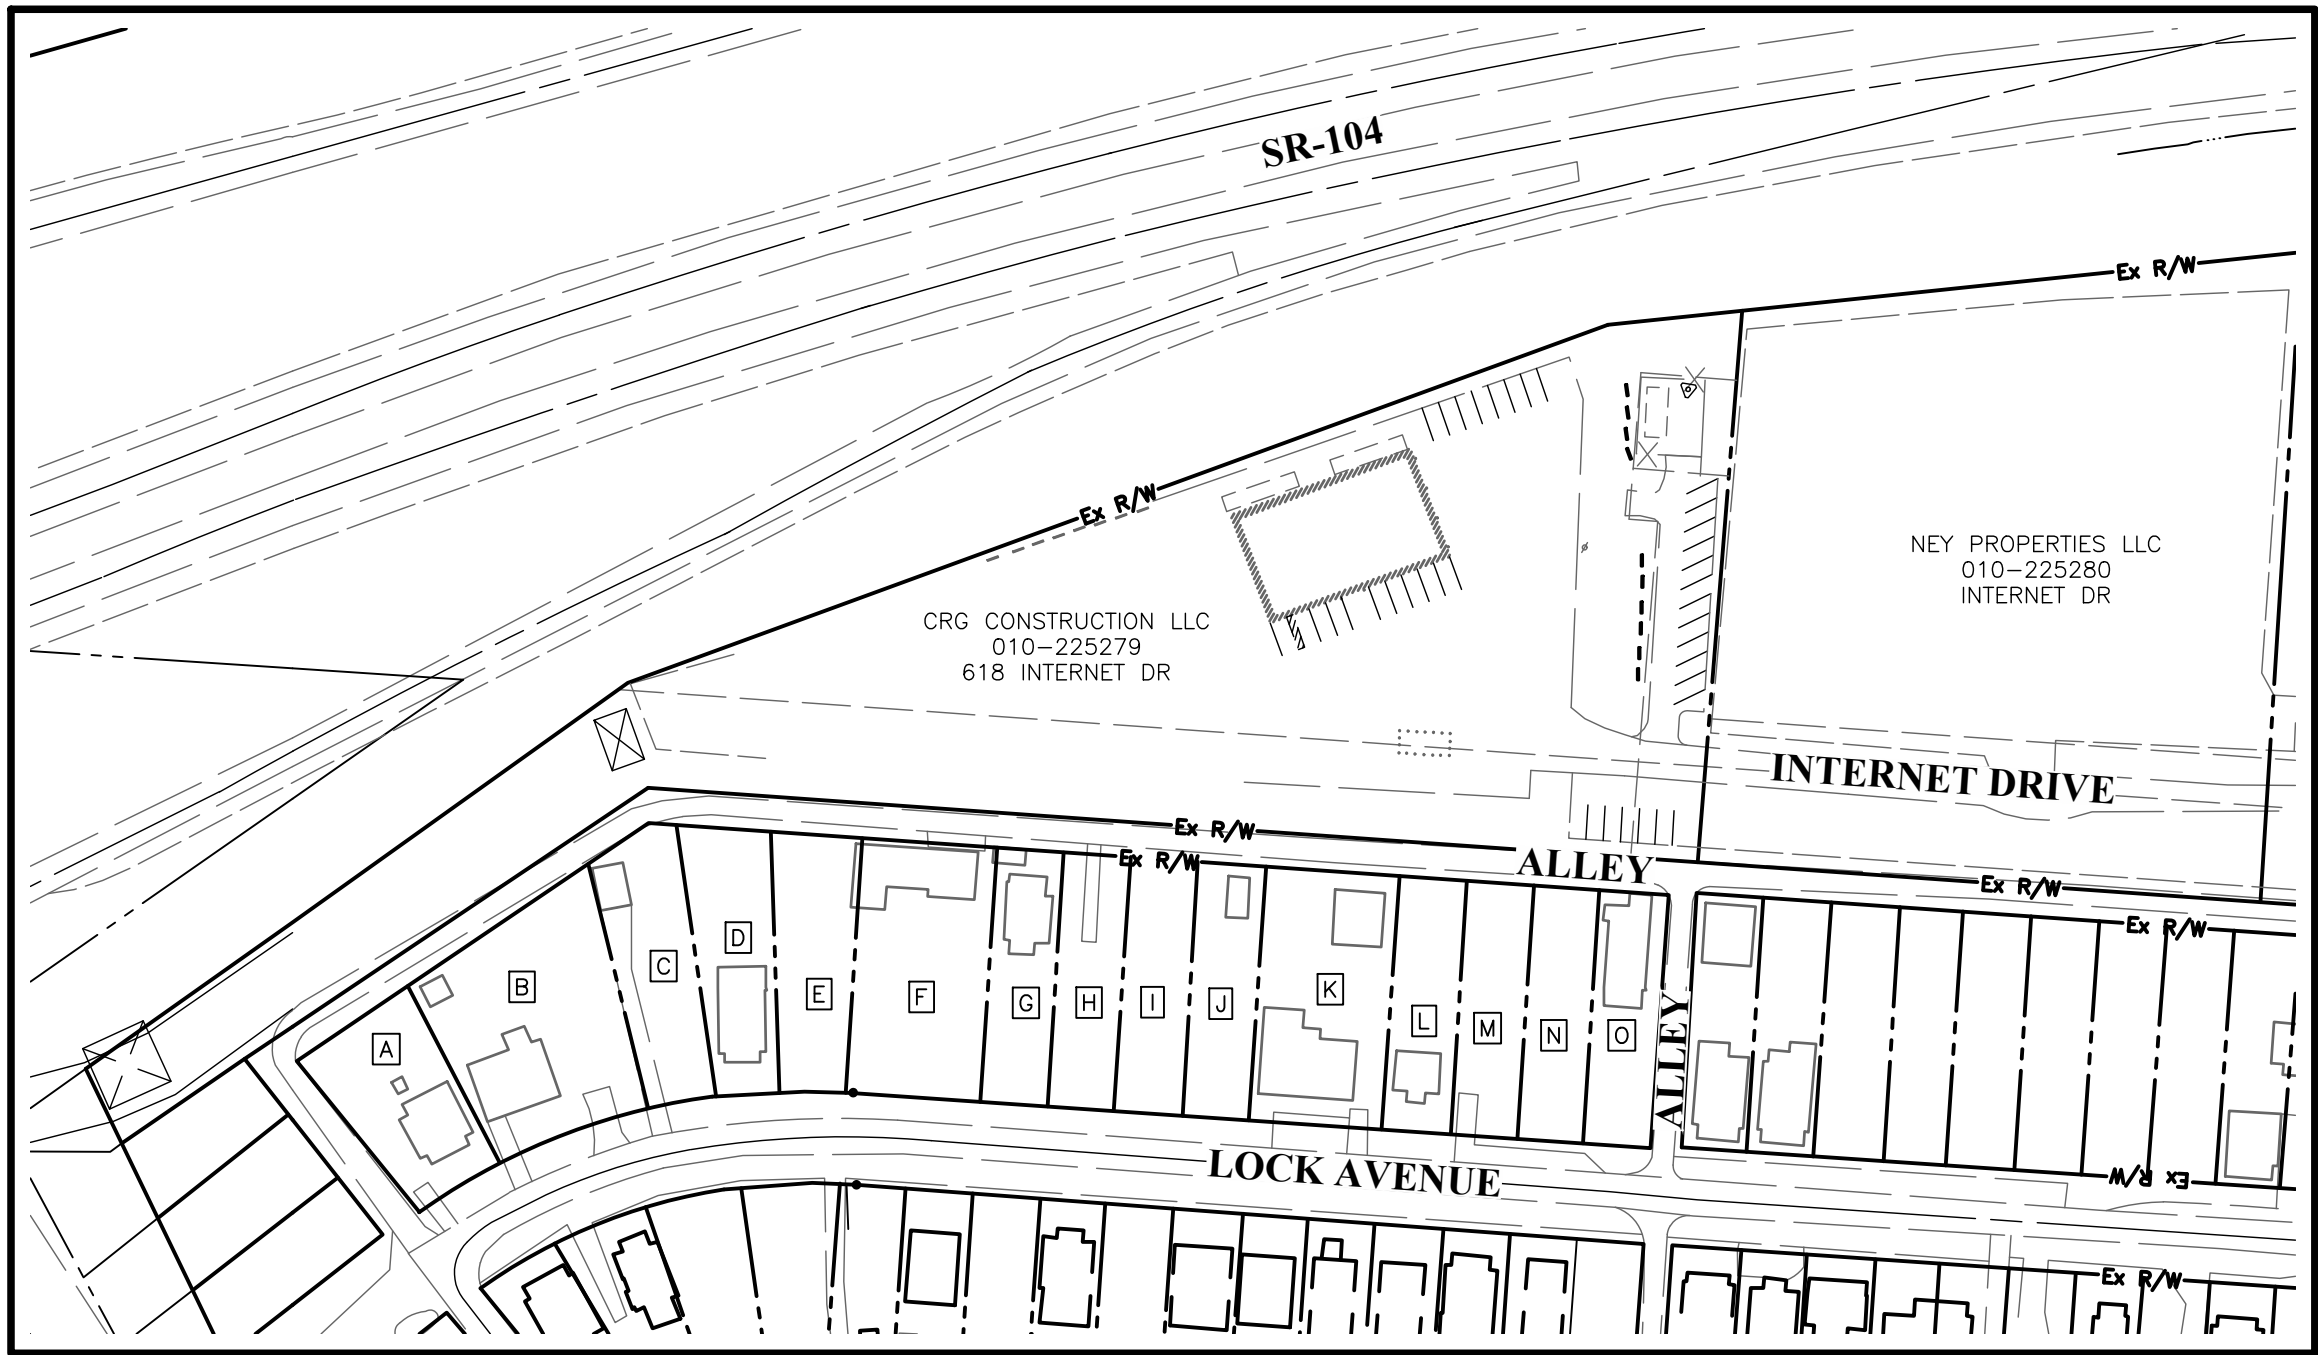 SR-104
Ex R/W
Ex R/W
NEY PROPERTIES LLC
010-225280
INTERNET DR
CRG CONSTRUCTION LLC
010-225279
618 INTERNET DR
INTERNET DRIVE
Ex R/W
Ex R/W
ALLEY
Ex R/W
Ex R/W
A
B
C
D
E
F
G
H
I
J
K
L
M
N
O
ALLEY
LOCK AVENUE
Ex R/W
Ex R/W